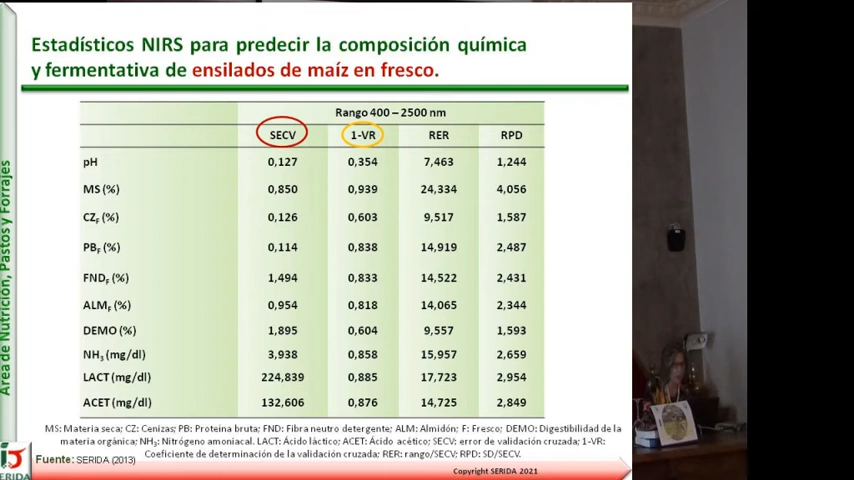 Estadísticos NIRS para predecir la composición química
y fermentativa de ensilados de maíz en fresco.
Rango 400 – 2500 nm
SECV 1-VR RER RPD
pH 0,127 0,354 7,463 1,244
MS (%) 0,850 0,939 24,334 4,056
CZF (%) 0,126 0,603 9,517 1,587
PBF (%) 0,114 0,838 14,919 2,487
FNDF (%) 1,494 0,833 14,522 2,431
ALMF (%) 0,954 0,818 14,065 2,344
DEMO (%) 1,895 0,604 9,557 1,593
NH3 (mg/dl) 3,938 0,858 15,957 2,659
LACT (mg/dl) 224,839 0,885 17,723 2,954
ACET (mg/dl) 132,606 0,876 14,725 2,849
MS: Materia seca; CZ: Cenizas; PB: Proteina bruta; FND: Fibra neutro detergente; ALM: Almidón; F: Fresco; DEMO: Digestibilidad de la
materia orgánica; NH3: Nitrógeno amoniacal. LACT: Ácido láctico; ACET: Ácido acético; SECV: error de validación cruzada; 1-VR:
Coeficiente de determinación de la validación cruzada; RER: rango/SECV; RPD: SD/SECV.
Fuente: SERIDA (2013)
Copyright SERIDA 2021
Área de Nutrición, Pastos y Forrajes
SERIDA